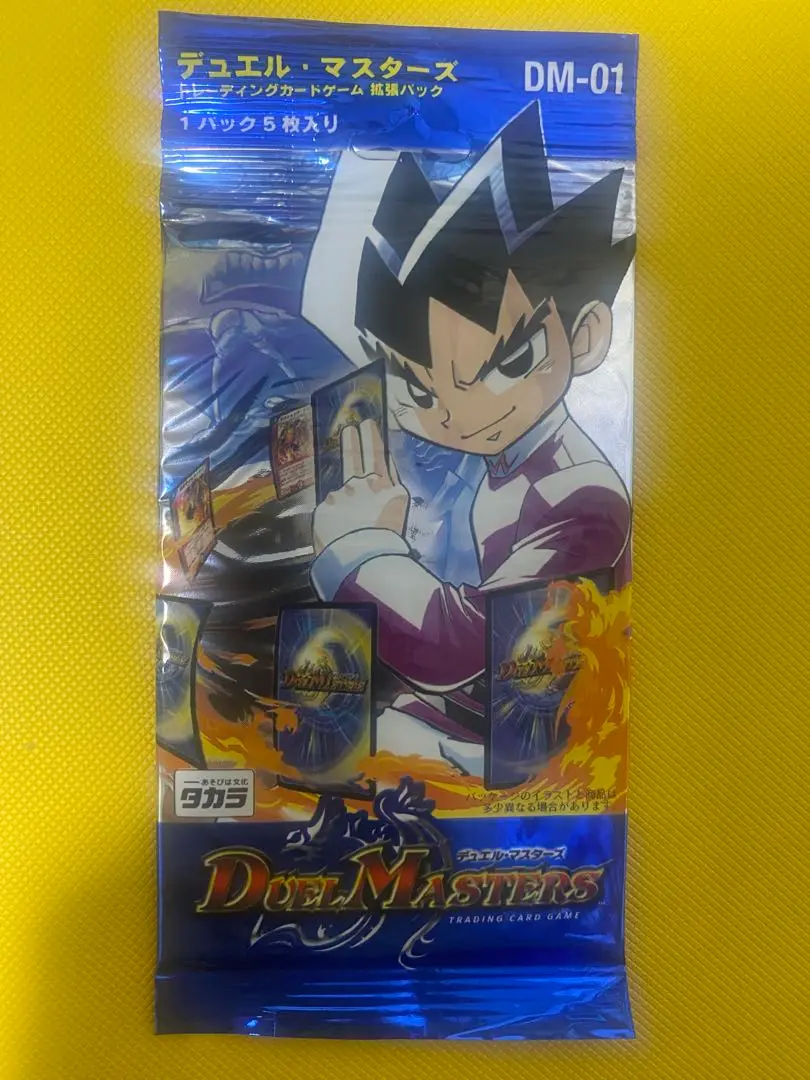 デュエル・マスターズ
DM-01
トレーディングカードゲーム 拡張パック
1パック5枚入り
DUEL MASTERS
DUEL MASTERS
あそびは文化
タカラ
パッケージのイラストと商品は
多少異なる場合があります
デュエル・マスターズ
DUEL MASTERS
TRADING CARD GAME